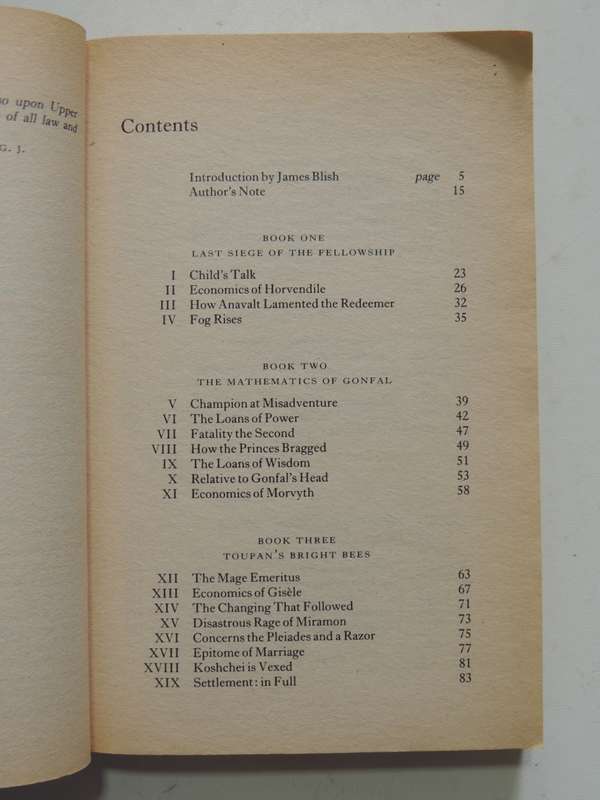 so upon Upper
of all law and
G. J.
Contents
Introduction by James Blish page 5
Author's Note 15
BOOK ONE
LAST SIEGE OF THE FELLOWSHIP
I Child's Talk 23
II Economics of Horvendile 26
III How Anavalt Lamented the Redeemer 32
IV Fog Rises 35
BOOK TWO
THE MATHEMATICS OF GONFAL
V Champion at Misadventure 39
VI The Loans of Power 42
VII Fatality the Second 47
VIII How the Princes Bragged 49
IX The Loans of Wisdom 51
X Relative to Gonfal's Head 53
XI Economics of Morvyth 58
BOOK THREE
TOUPAN'S BRIGHT BEES
XII The Mage Emeritus 63
XIII Economics of Gisèle 67
XIV The Changing That Followed 71
XV Disastrous Rage of Miramon 73
XVI Concerns the Pleiades and a Razor 75
XVII Epitome of Marriage 77
XVIII Koshchei is Vexed 81
XIX Settlement: in Full 83